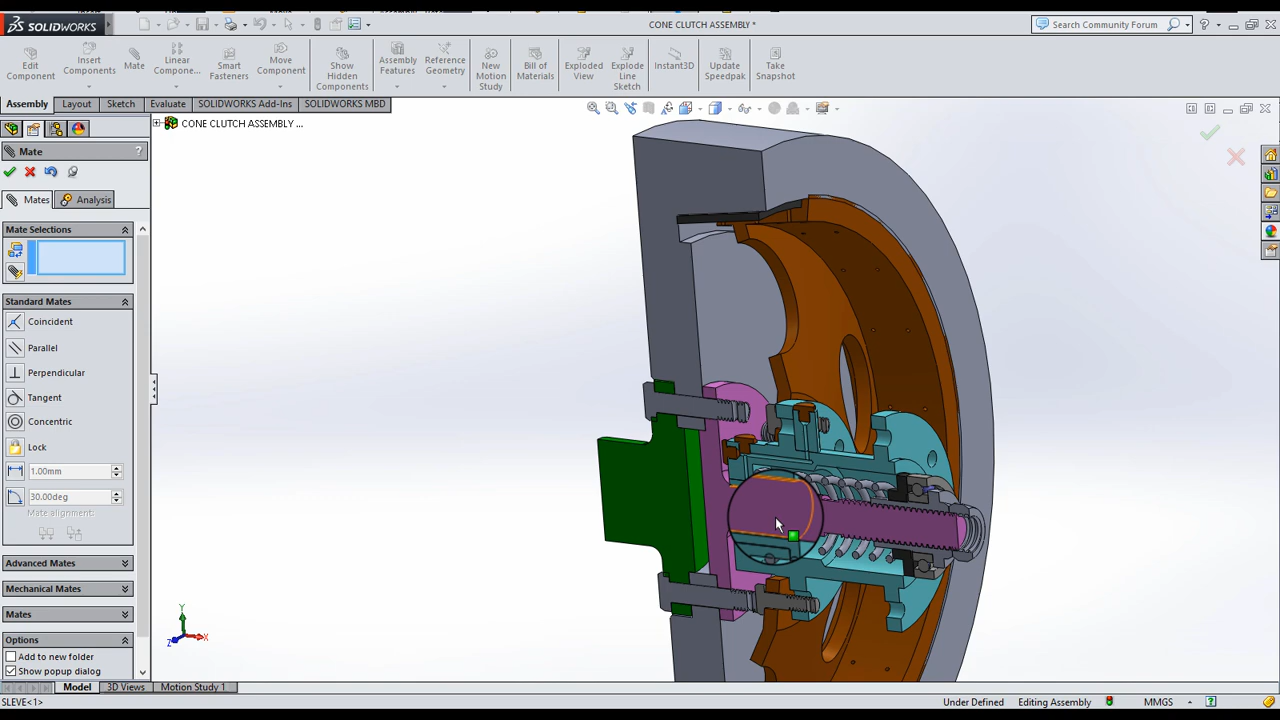 SOLIDWORKS
CONE CLUTCH ASSEMBLY *
Search Community Forum
Edit Component
Insert Components
Mate
Linear Compone...
Smart Fasteners
Move Component
Show Hidden Components
Assembly Features
Reference Geometry
New Motion Study
Bill of Materials
Exploded View
Explode Line Sketch
Instant3D
Update Speedpak
Take Snapshot
Assembly
Layout
Sketch
Evaluate
SOLIDWORKS Add-Ins
SOLIDWORKS MBD
CONE CLUTCH ASSEMBLY ...
Mate
?
Mates
Analysis
Mate Selections
Standard Mates
Coincident
Parallel
Perpendicular
Tangent
Concentric
Lock
1.00mm
30.00deg
Mate alignment:
Advanced Mates
Mechanical Mates
Mates
Options
Add to new folder
Show popup dialog
Y
X
Z
Model
3D Views
Motion Study 1
SLEVE<1>
Under Defined
Editing Assembly
MMGS
?